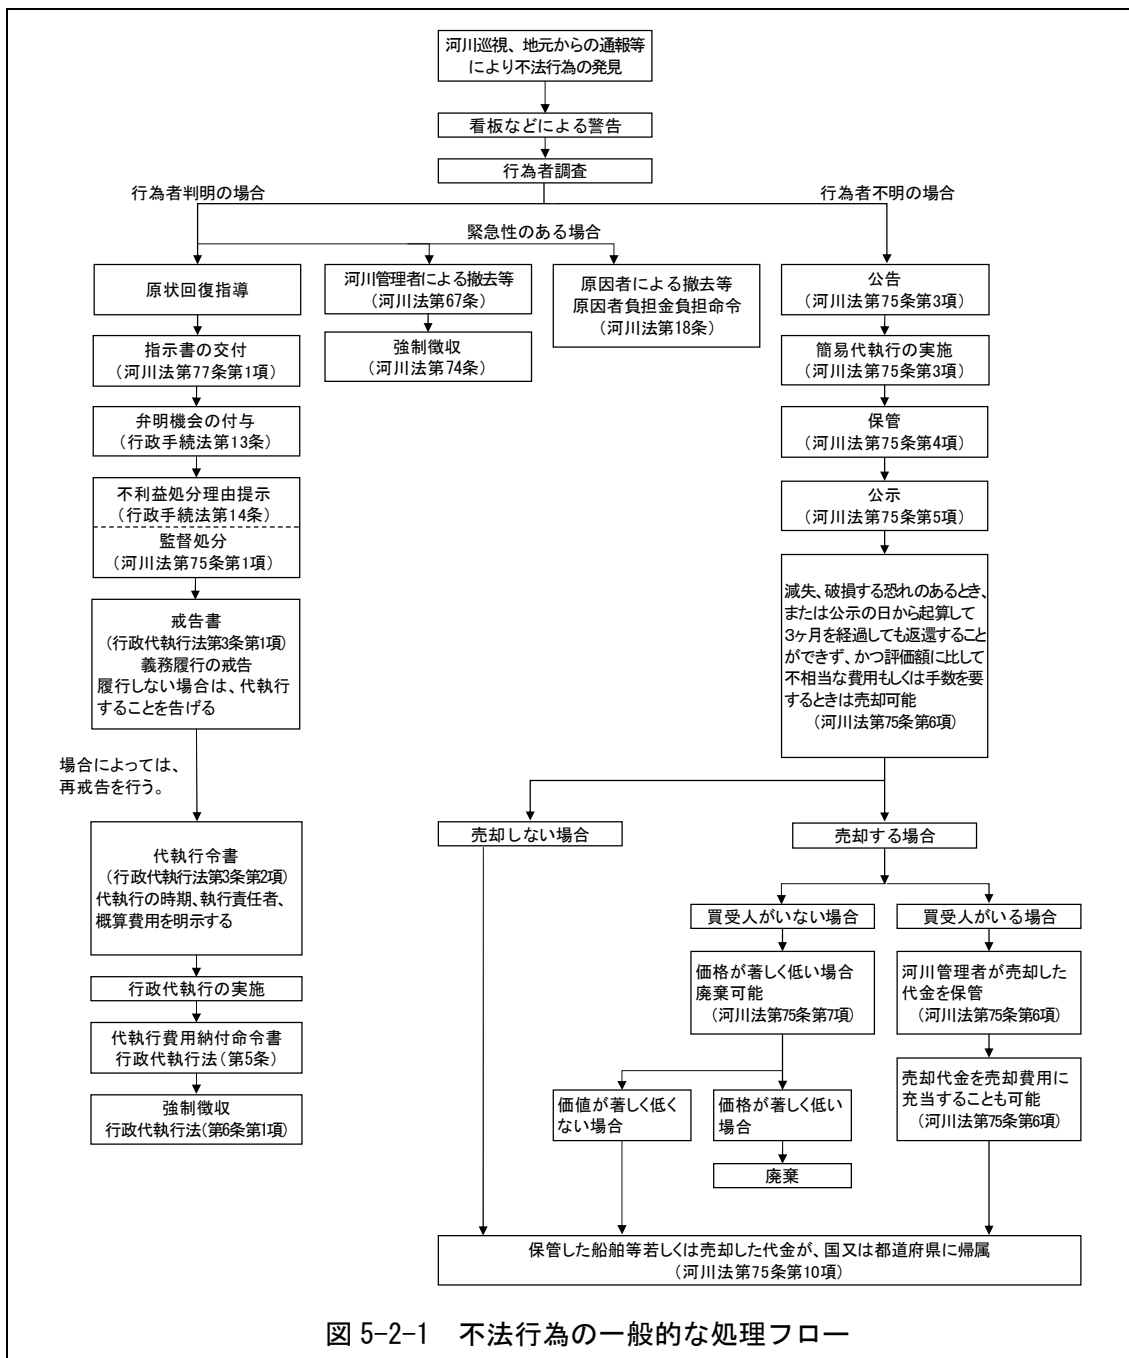 河川巡視、地元からの通報等
により不法行為の発見
看板などによる警告
行為者調査
行為者判明の場合
行為者不明の場合
緊急性のある場合
原状回復指導
河川管理者による撤去等
(河川法第67条)
原因者による撤去等
原因者負担金負担命令
(河川法第18条)
公告
(河川法第75条第3項)
指示書の交付
(河川法第77条第1項)
強制徴収
(河川法第74条)
簡易代執行の実施
(河川法第75条第3項)
弁明機会の付与
(行政手続法第13条)
保管
(河川法第75条第4項)
不利益処分理由提示
(行政手続法第14条)
監督処分
(河川法第75条第1項)
公示
(河川法第75条第5項)
戒告書
(行政代執行法第3条第1項)
義務履行の戒告
履行しない場合は、代執行
することを告げる
減失、破損する恐れのあるとき、
または公示の日から起算して
3ヶ月を経過しても返還すること
ができず、かつ評価額に比して
不相当な費用もしくは手数を要
するときは売却可能
(河川法第75条第6項)
場合によっては、
再戒告を行う。
売却しない場合
売却する場合
代執行令書
(行政代執行法第3条第2項)
代執行の時期、執行責任者、
概算費用を明示する
買受人がいない場合
買受人がいる場合
価格が著しく低い場合
廃棄可能
(河川法第75条第7項)
河川管理者が売却した
代金を保管
(河川法第75条第6項)
行政代執行の実施
代執行費用納付命令書
行政代執行法(第5条)
強制徴収
行政代執行法(第6条第1項)
価値が著しく低く
ない場合
価格が著しく低い
場合
売却代金を売却費用に
充当することも可能
(河川法第75条第6項)
廃棄
保管した船舶等若しくは売却した代金が、国又は都道府県に帰属
(河川法第75条第10項)
図 5-2-1 不法行為の一般的な処理フロー